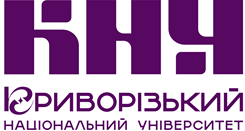 КНУ
КРИВОРІЗЬКИЙ
НАЦІОНАЛЬНИЙ УНІВЕРСИТЕТ